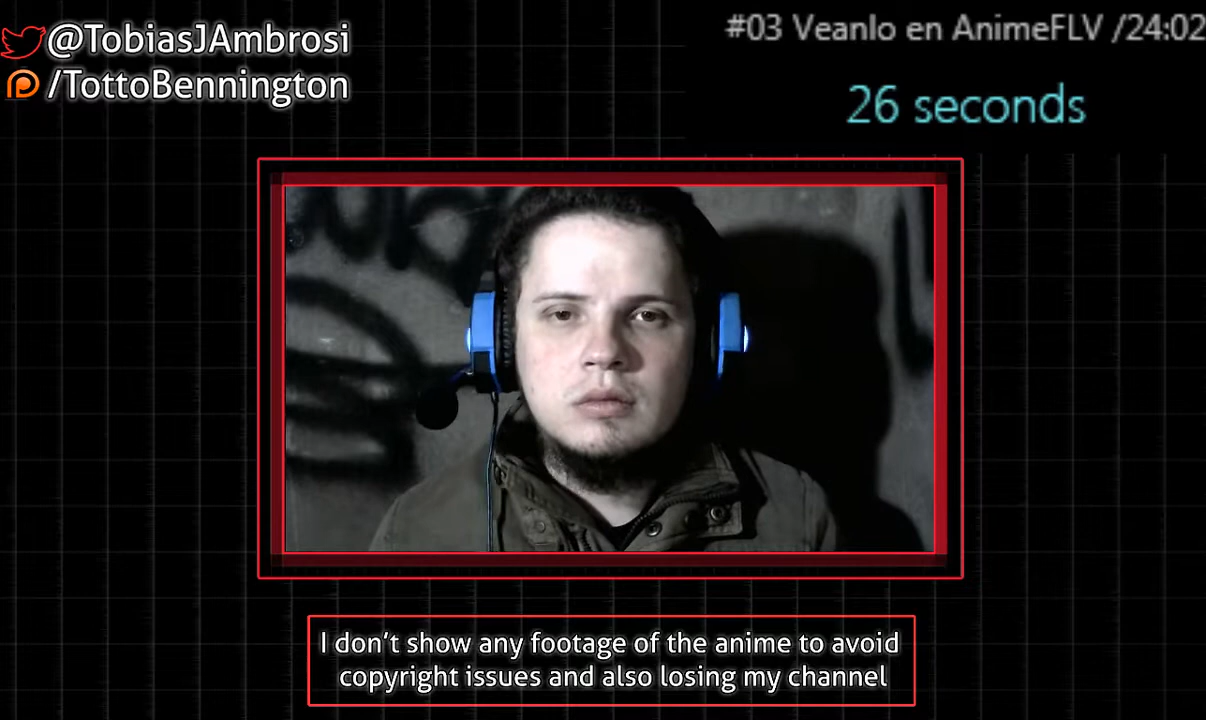 @TobiasJAmbrosi
/TottoBennington
#03 Veanlo en AnimeFLV /24:02
26 seconds
I don't show any footage of the anime to avoid
copyright issues and also losing my channel